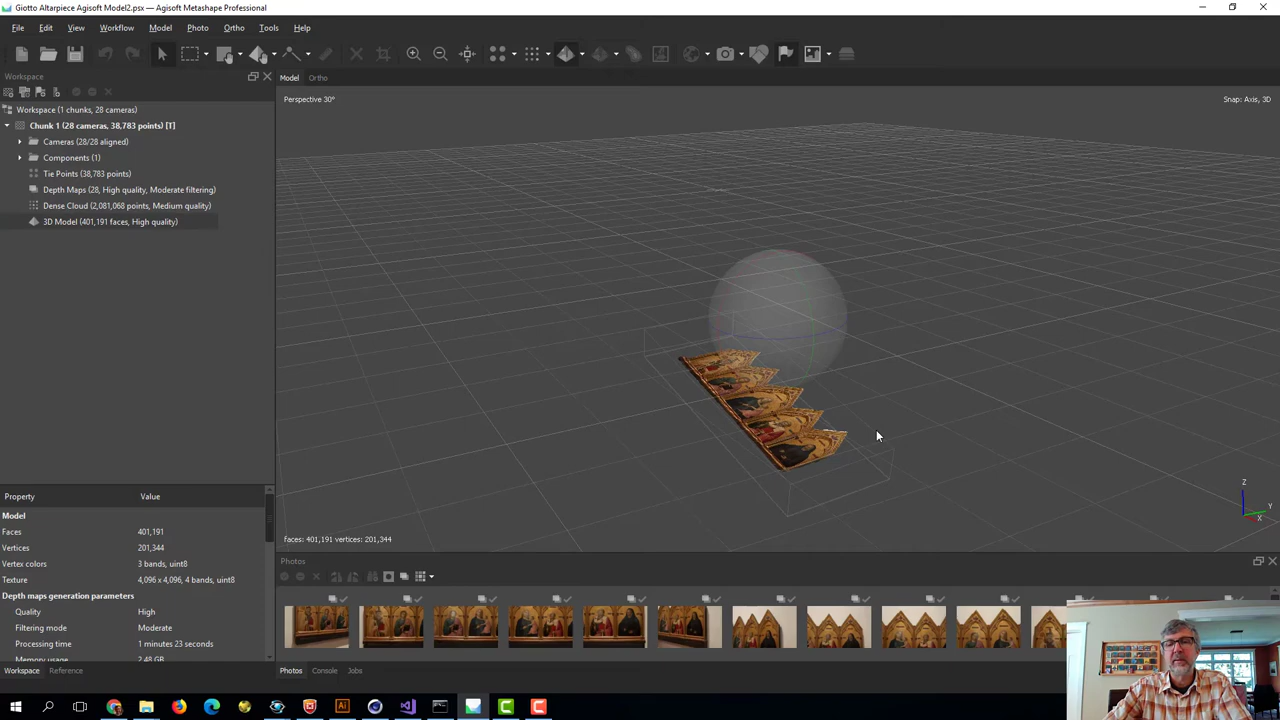 Giotto Altarpiece Agisoft Model2.psx — Agisoft Metashape Professional
File Edit View Workflow Model Photo Ortho Tools Help
Workspace
Model Ortho
Perspective 30°
Snap: Axis, 3D
Workspace (1 chunks, 28 cameras)
Chunk 1 (28 cameras, 38,783 points) [T]
Cameras (28/28 aligned)
Components (1)
Tie Points (38,783 points)
Depth Maps (28, High quality, Moderate filtering)
Dense Cloud (2,081,068 points, Medium quality)
3D Model (401,191 faces, High quality)
Z
Y
X
Property Value
Model
Faces 401,191
Vertices 201,344
Vertex colors 3 bands, uint8
Texture 4,096 x 4,096, 4 bands, uint8
Depth maps generation parameters
Quality High
Filtering mode Moderate
Processing time 1 minutes 23 seconds
Memory usage 2.48 GB
faces: 401,191 vertices: 201,344
Photos
Workspace Reference
Photos Console Jobs